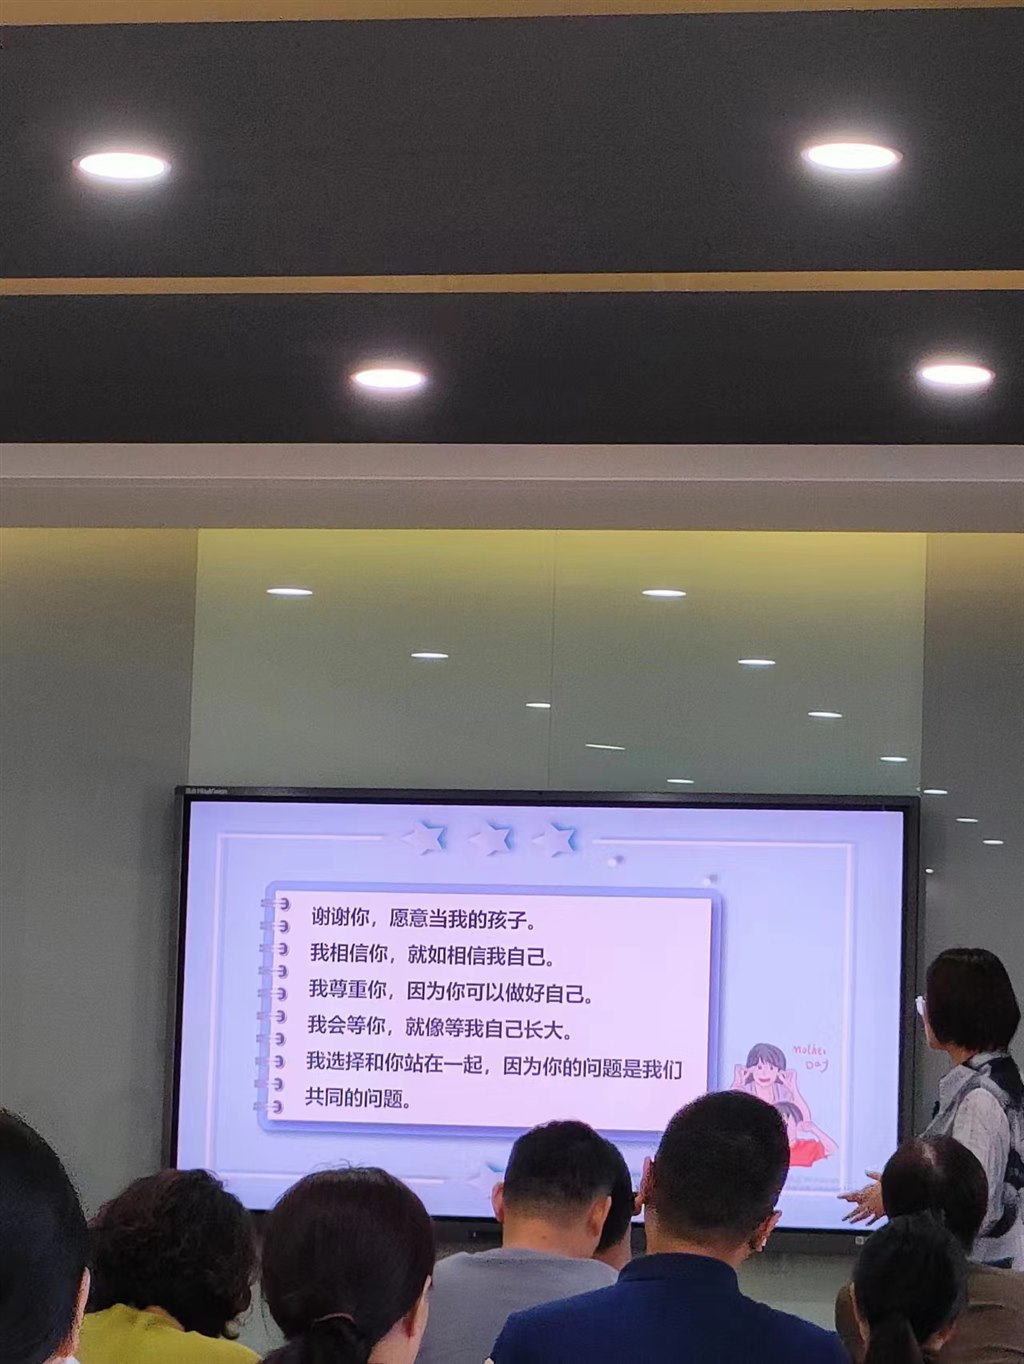 谢谢你，愿意当我的孩子。
我相信你，就如相信我自己。
我尊重你，因为你可以做好自己。
我会等你，就像等我自己长大。
我选择和你站在一起，因为你的问题是我们
共同的问题。
mother
Day